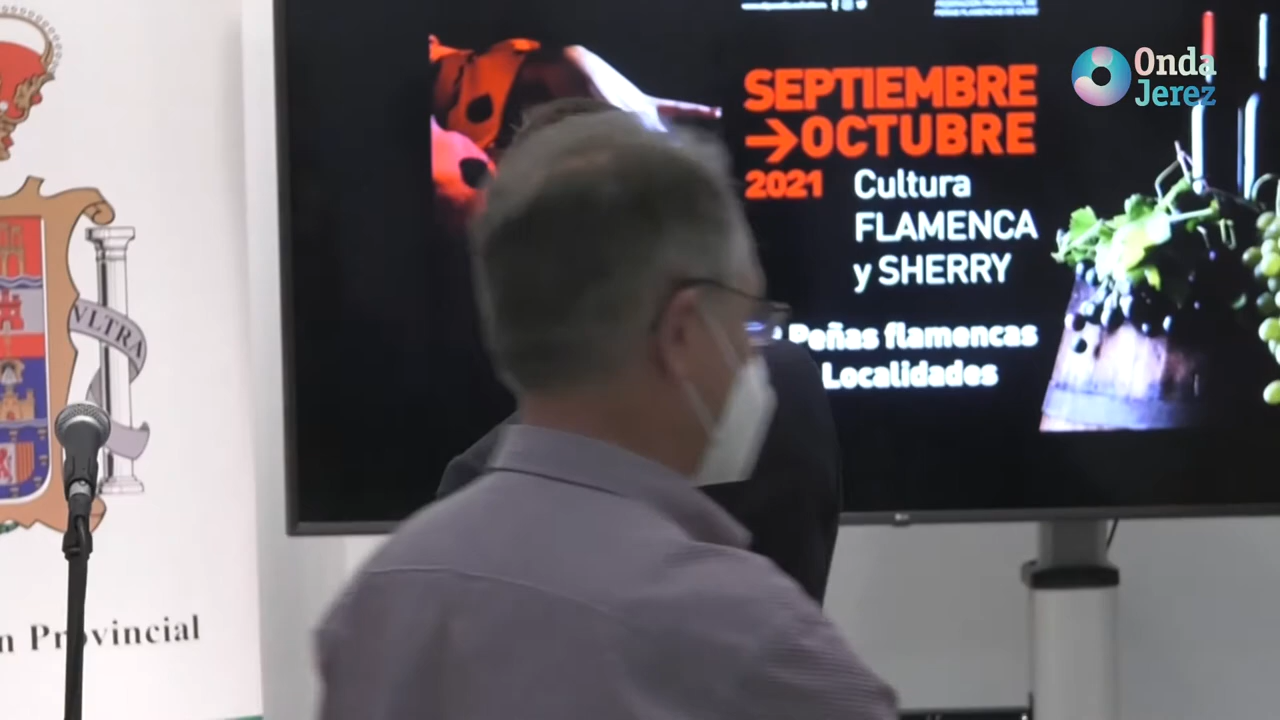 SEPTIEMBRE
→OCTUBRE
2021 Cultura
FLAMENCA
y SHERRY
Peñas flamencas
Localidades
Onda
Jerez
VLTRA
n Provincial